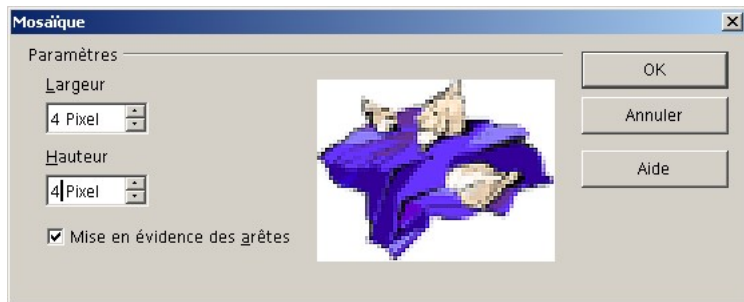 Mosaïque
Paramètres
Largeur
4 Pixel
Hauteur
4 Pixel
Mise en évidence des arêtes
OK
Annuler
Aide